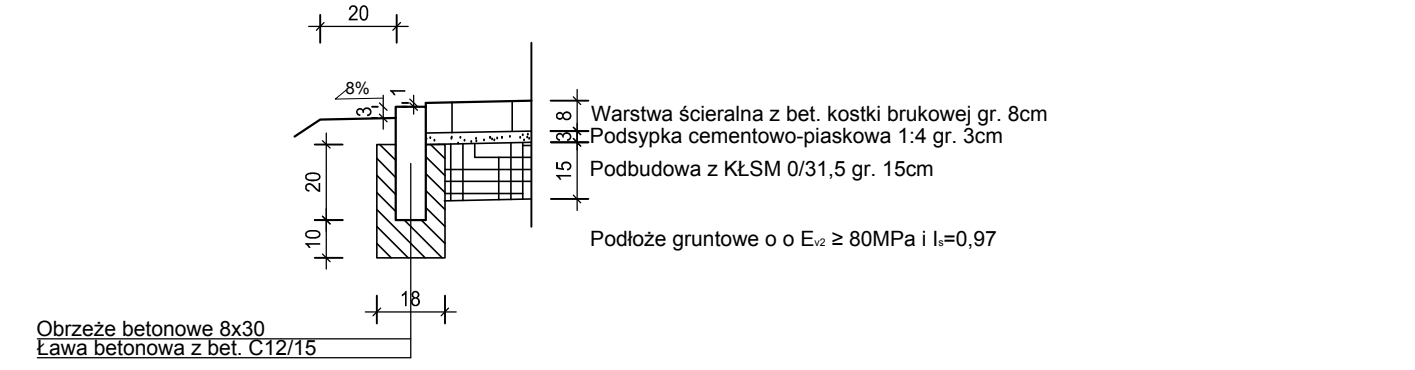 20
8%
1
3
8
Warstwa ścieralna z bet. kostki brukowej gr. 8cm
3
Podsypka cementowo-piaskowa 1:4 gr. 3cm
15
Podbudowa z KŁSM 0/31,5 gr. 15cm
20
10
Podłoże gruntowe o o Ev2 ≥ 80MPa i Is=0,97
18
Obrzeże betonowe 8x30
Ława betonowa z bet. C12/15